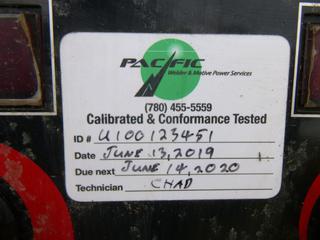 PACIFIC
Welder & Motive Power Services
(780) 455-5559
Calibrated & Conformance Tested
ID # U100123451
Date JUNE 13, 2019
Due next JUNE 14, 2020
Technician CHAD